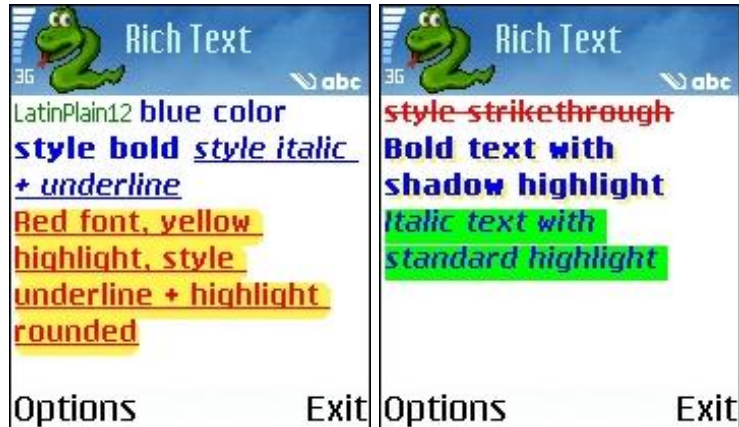 Rich Text
3G
abc
LatinPlain12 blue color
style bold style italic
+ underline
Red font, yellow
highlight, style
underline + highlight
rounded
Options Exit
Rich Text
3G
abc
style strikethrough
Bold text with
shadow highlight
Italic text with
standard highlight
Options Exit